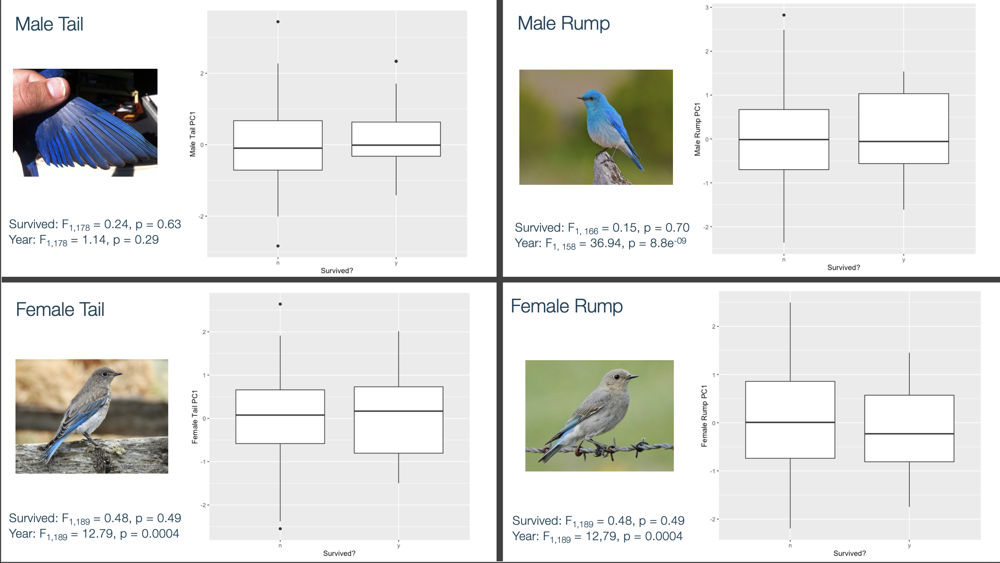 Male Tail
Male Tail PC1
2
0
-2
n
y
Survived?
Survived: F1,178 = 0.24, p = 0.63
Year: F1,178 = 1.14, p = 0.29
Male Rump
Male Rump PC1
3
2
1
0
-1
-2
n
y
Survived?
Survived: F1, 166 = 0.15, p = 0.70
Year: F1, 158 = 36.94, p = 8.8e-09
Female Tail
Female Tail PC1
2
1
0
-1
-2
n
y
Survived?
Survived: F1,189 = 0.48, p = 0.49
Year: F1,189 = 12.79, p = 0.0004
Female Rump
Female Rump PC1
2
1
0
-1
-2
n
y
Survived?
Survived: F1,189 = 0.48, p = 0.49
Year: F1,189 = 12,79, p = 0.0004